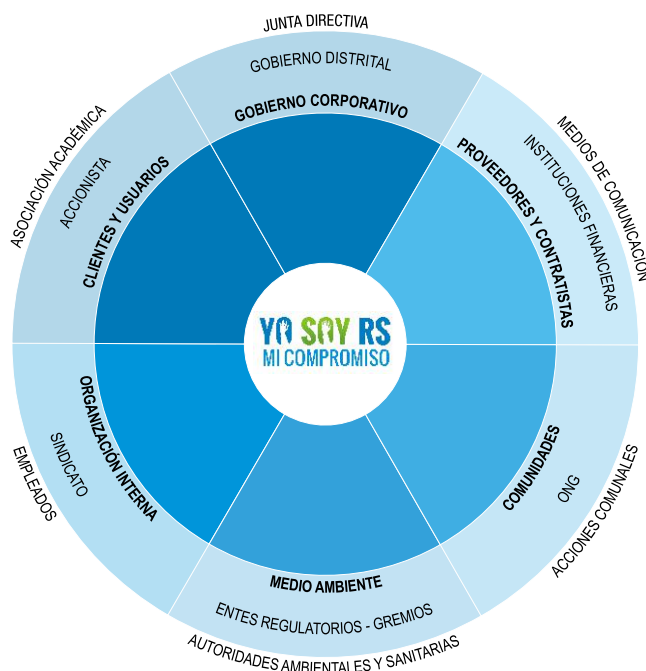 JUNTA DIRECTIVA
GOBIERNO DISTRITAL
GOBIERNO CORPORATIVO
MEDIOS DE COMUNICACIÓN
INSTITUCIONES FINANCIERAS
PROVEEDORES Y CONTRATISTAS
ASOCIACIÓN ACADÉMICA
ACCIONISTA
CLIENTES Y USUARIOS
YO SOY RS
MI COMPROMISO
ORGANIZACIÓN INTERNA
SINDICATO
EMPLEADOS
COMUNIDADES
ONG
ACCIONES COMUNALES
MEDIO AMBIENTE
ENTES REGULATORIOS - GREMIOS
AUTORIDADES AMBIENTALES Y SANITARIAS